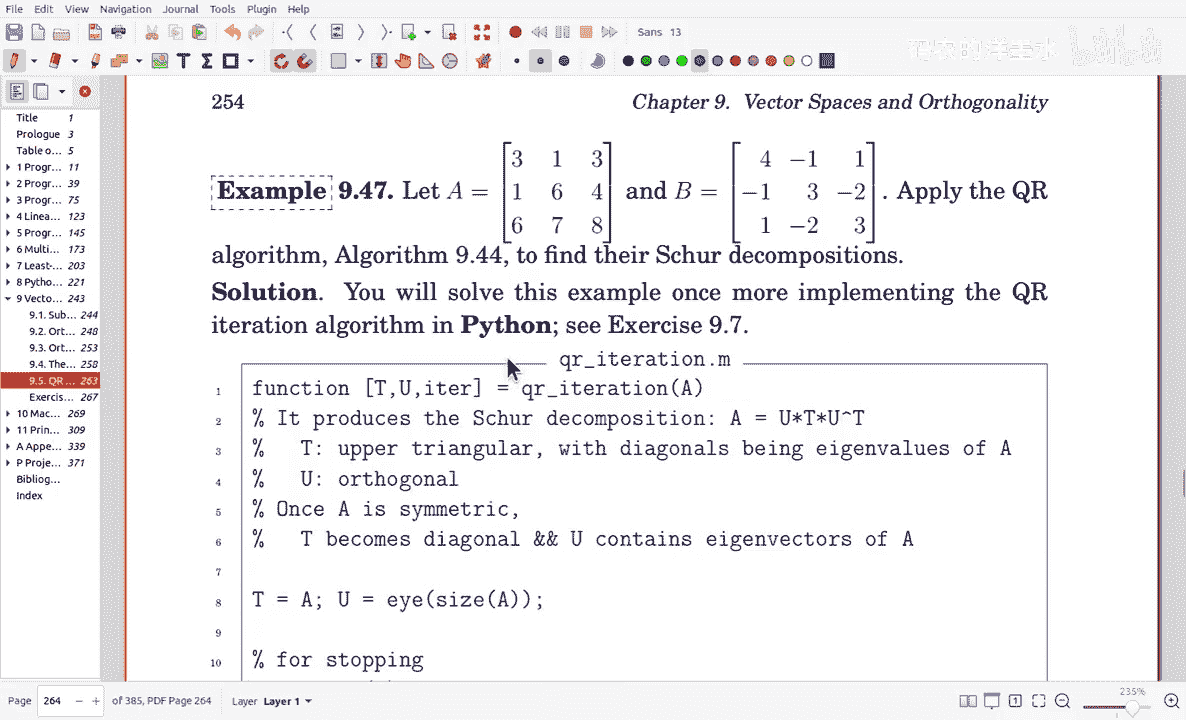 File Edit View Navigation Journal Tools Plugin Help
Sans 13
Title 1
Prologue 3
Table o... 5
1 Progr... 11
2 Progr... 39
3 Progr... 75
4 Linea... 123
5 Progr... 145
6 Multi... 173
7 Least-... 203
8 Pytho... 221
9 Vecto... 243
9.1. Sub... 244
9.2. Ort... 248
9.3. Ort... 253
9.4. The... 258
9.5. QR ... 263
Exercis... 267
10 Mac... 269
11 Prin... 309
A Appe... 339
P Proje... 371
Bibliog...
Index
254 Chapter 9. Vector Spaces and Orthogonality
3 1 3 4 −1 1
Example 9.47. Let A = 1 6 4 and B = −1 3 −2 . Apply the QR
6 7 8 1 −2 3
algorithm, Algorithm 9.44, to find their Schur decompositions.
Solution. You will solve this example once more implementing the QR
iteration algorithm in Python; see Exercise 9.7.
qr_iteration.m
1 function [T,U,iter] = qr_iteration(A)
2 % It produces the Schur decomposition: A = U*T*U^T
3 % T: upper triangular, with diagonals being eigenvalues of A
4 % U: orthogonal
5 % Once A is symmetric,
6 % T becomes diagonal && U contains eigenvectors of A
7
8 T = A; U = eye(size(A));
9
10 % for stopping
Page 264 − + of 385, PDF Page 264 Layer Layer 1 235%